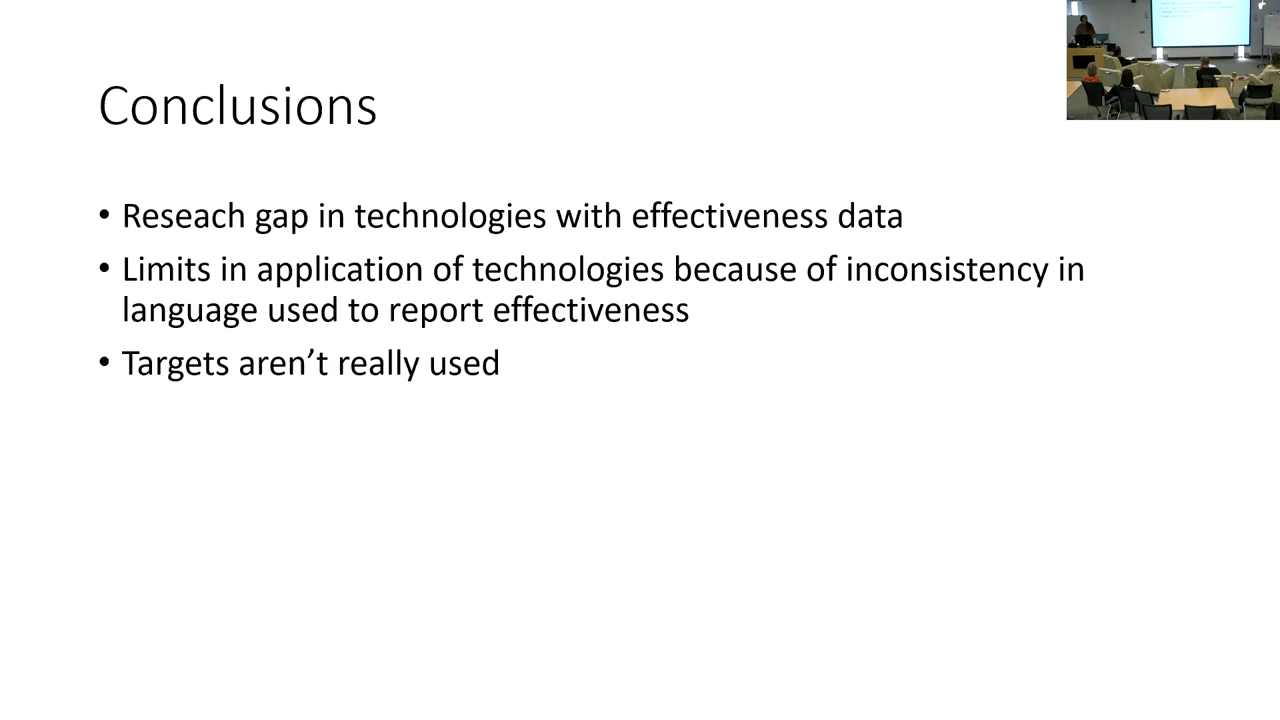 Conclusions
• Reseach gap in technologies with effectiveness data
• Limits in application of technologies because of inconsistency in
language used to report effectiveness
• Targets aren’t really used